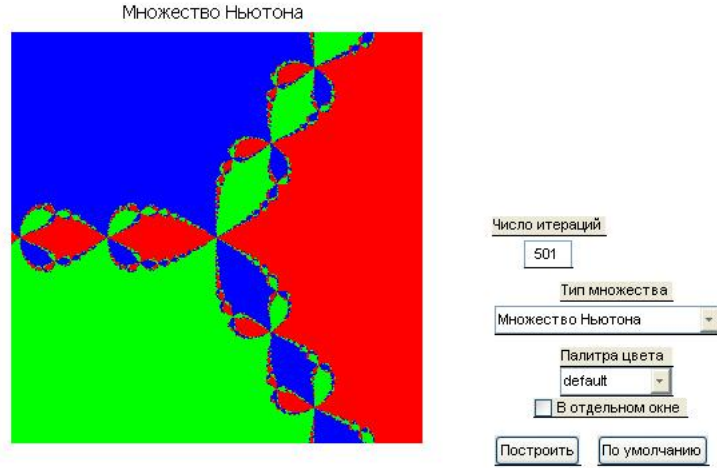 Множество Ньютона
Число итераций
501
Тип множества
Множество Ньютона
Палитра цвета
default
В отдельном окне
Построить
По умолчанию